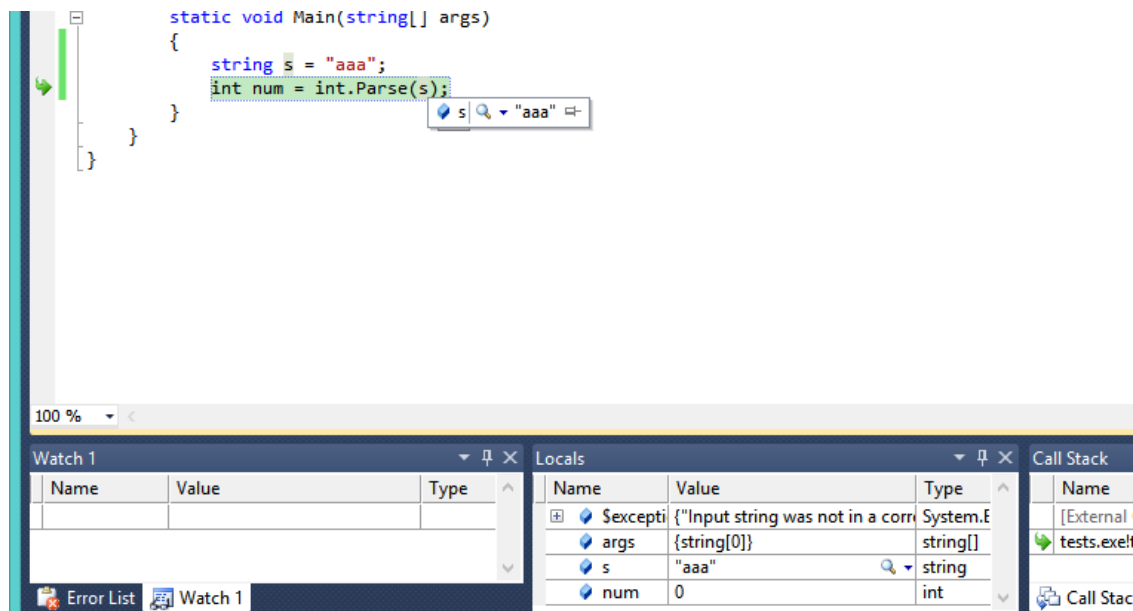 static void Main(string[] args)
{
string s = "aaa";
int num = int.Parse(s);
s "aaa"
}
}
}
100 %
Watch 1
Name Value Type
Locals
Name Value Type
$excepti {"Input string was not in a corr System.E
args {string[0]} string[]
s "aaa" string
num 0 int
Call Stack
Name
[External
tests.exe!t
Error List Watch 1
Call Stac